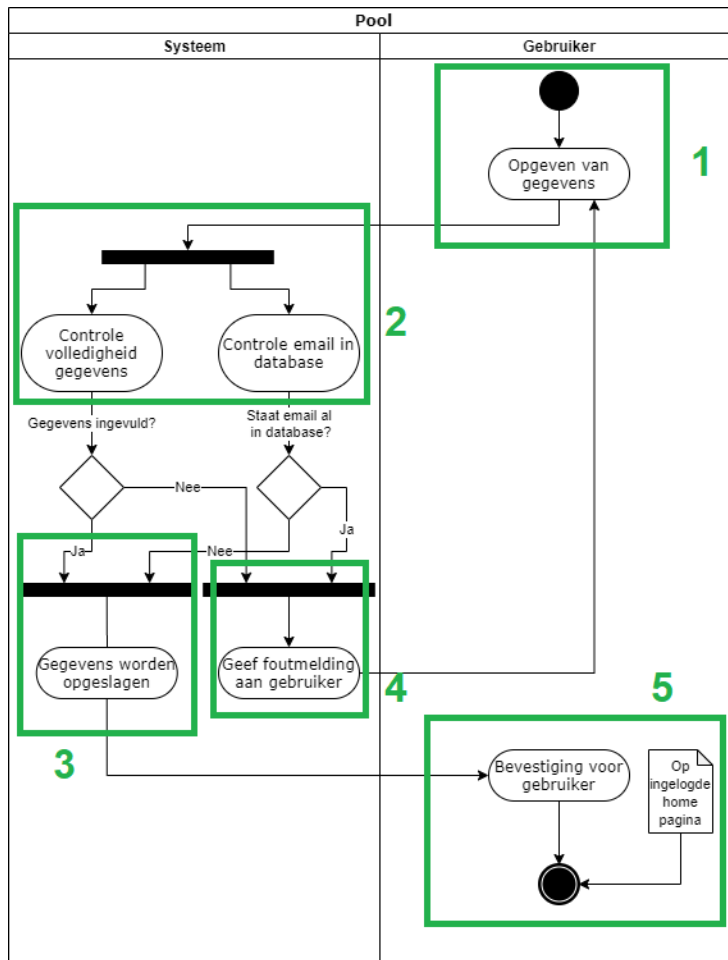 Pool
Systeem
Gebruiker
1
Opgeven van
gegevens
2
Controle
volledigheid
gegevens
Controle email in
database
Gegevens ingevuld?
Staat email al
in database?
Nee
Ja
Ja
Nee
Gegevens worden
opgeslagen
Geef foutmelding
aan gebruiker
3
4
5
Bevestiging voor
gebruiker
Op
ingelogde
home
pagina